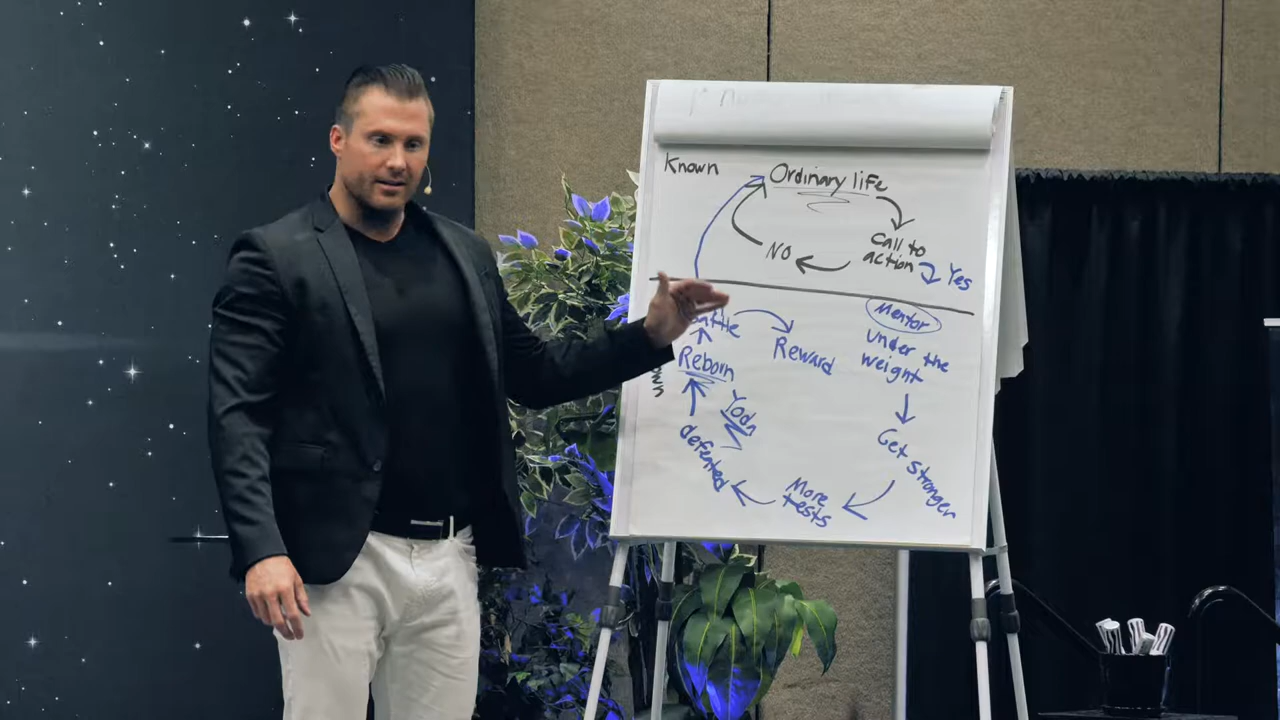 Known
Ordinary life
NO
Call to
action
Yes
Mentor
under the
weight
Reward
Reborn
Get stronger
More
tests
defeated